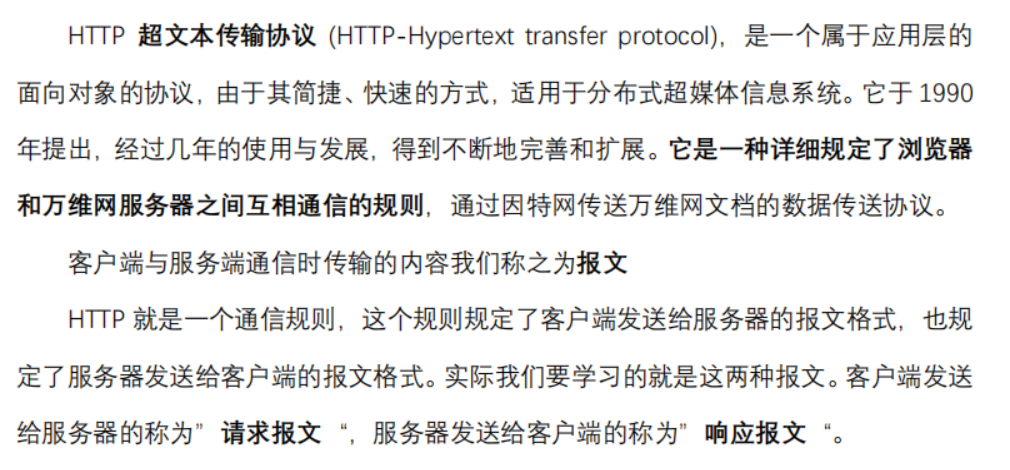 HTTP 超文本传输协议 (HTTP-Hypertext transfer protocol)，是一个属于应用层的
面向对象的协议，由于其简捷、快速的方式，适用于分布式超媒体信息系统。它于 1990
年提出，经过几年的使用与发展，得到不断地完善和扩展。它是一种详细规定了浏览器
和万维网服务器之间互相通信的规则，通过因特网传送万维网文档的数据传送协议。
客户端与服务端通信时传输的内容我们称之为报文
HTTP 就是一个通信规则，这个规则规定了客户端发送给服务器的报文格式，也规
定了服务器发送给客户端的报文格式。实际我们要学习的就是这两种报文。客户端发送
给服务器的称为” 请求报文 “，服务器发送给客户端的称为” 响应报文 “。